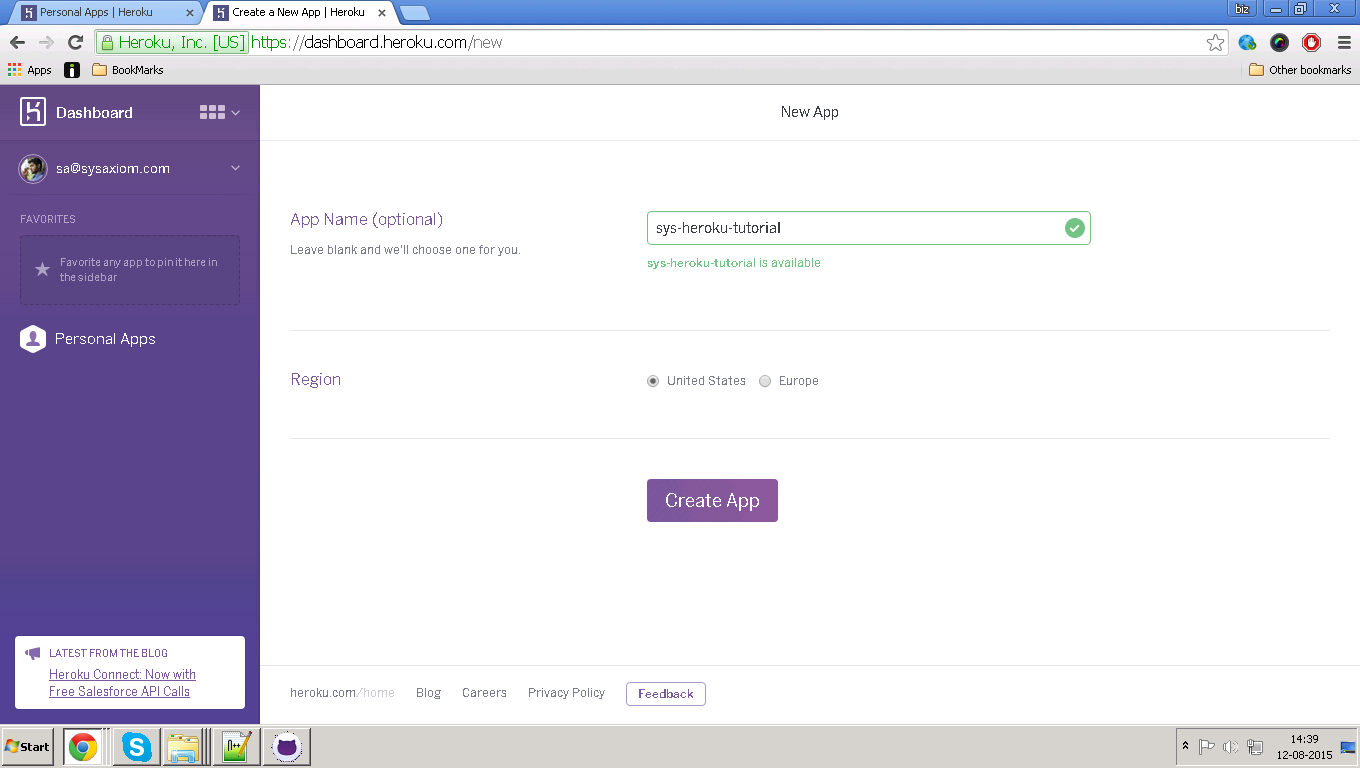 Personal Apps | Heroku
Create a New App | Heroku
biz
Heroku, Inc. [US] https://dashboard.heroku.com/new
Apps
BookMarks
Other bookmarks
Dashboard
New App
sa@sysaxiom.com
FAVORITES
Favorite any app to pin it here in
the sidebar
Personal Apps
App Name (optional)
Leave blank and we'll choose one for you.
sys-heroku-tutorial
sys-heroku-tutorial is available
Region
United States
Europe
Create App
LATEST FROM THE BLOG
Heroku Connect: Now with
Free Salesforce API Calls
heroku.com/home
Blog
Careers
Privacy Policy
Feedback
Start
14:39
12-08-2015